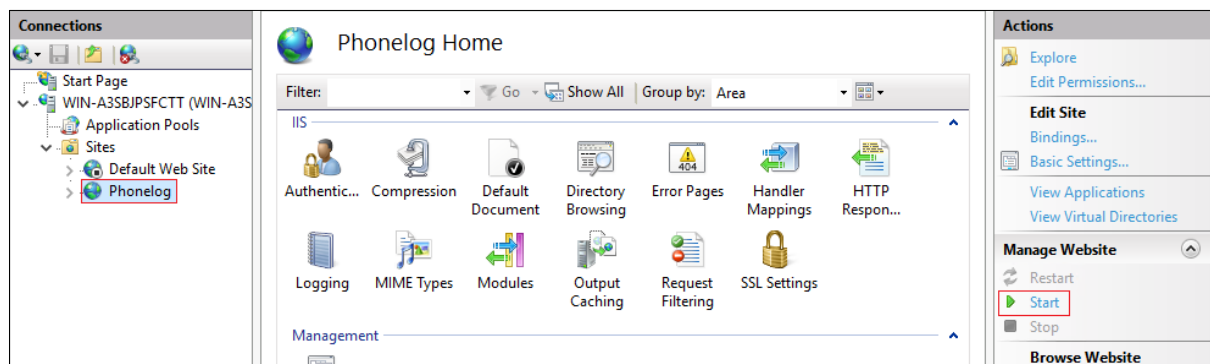 Connections
Start Page
WIN-A3SBJPSFCTT (WIN-A3S
Application Pools
Sites
Default Web Site
Phonelog
Phonelog Home
Filter:
Go
Show All
Group by:
Area
IIS
Authentic...
Compression
Default
Document
Directory
Browsing
Error Pages
404
Handler
Mappings
HTTP
Respon...
Logging
MIME Types
Modules
Output
Caching
Request
Filtering
SSL Settings
Management
Actions
Explore
Edit Permissions...
Edit Site
Bindings...
Basic Settings...
View Applications
View Virtual Directories
Manage Website
Restart
Start
Stop
Browse Website